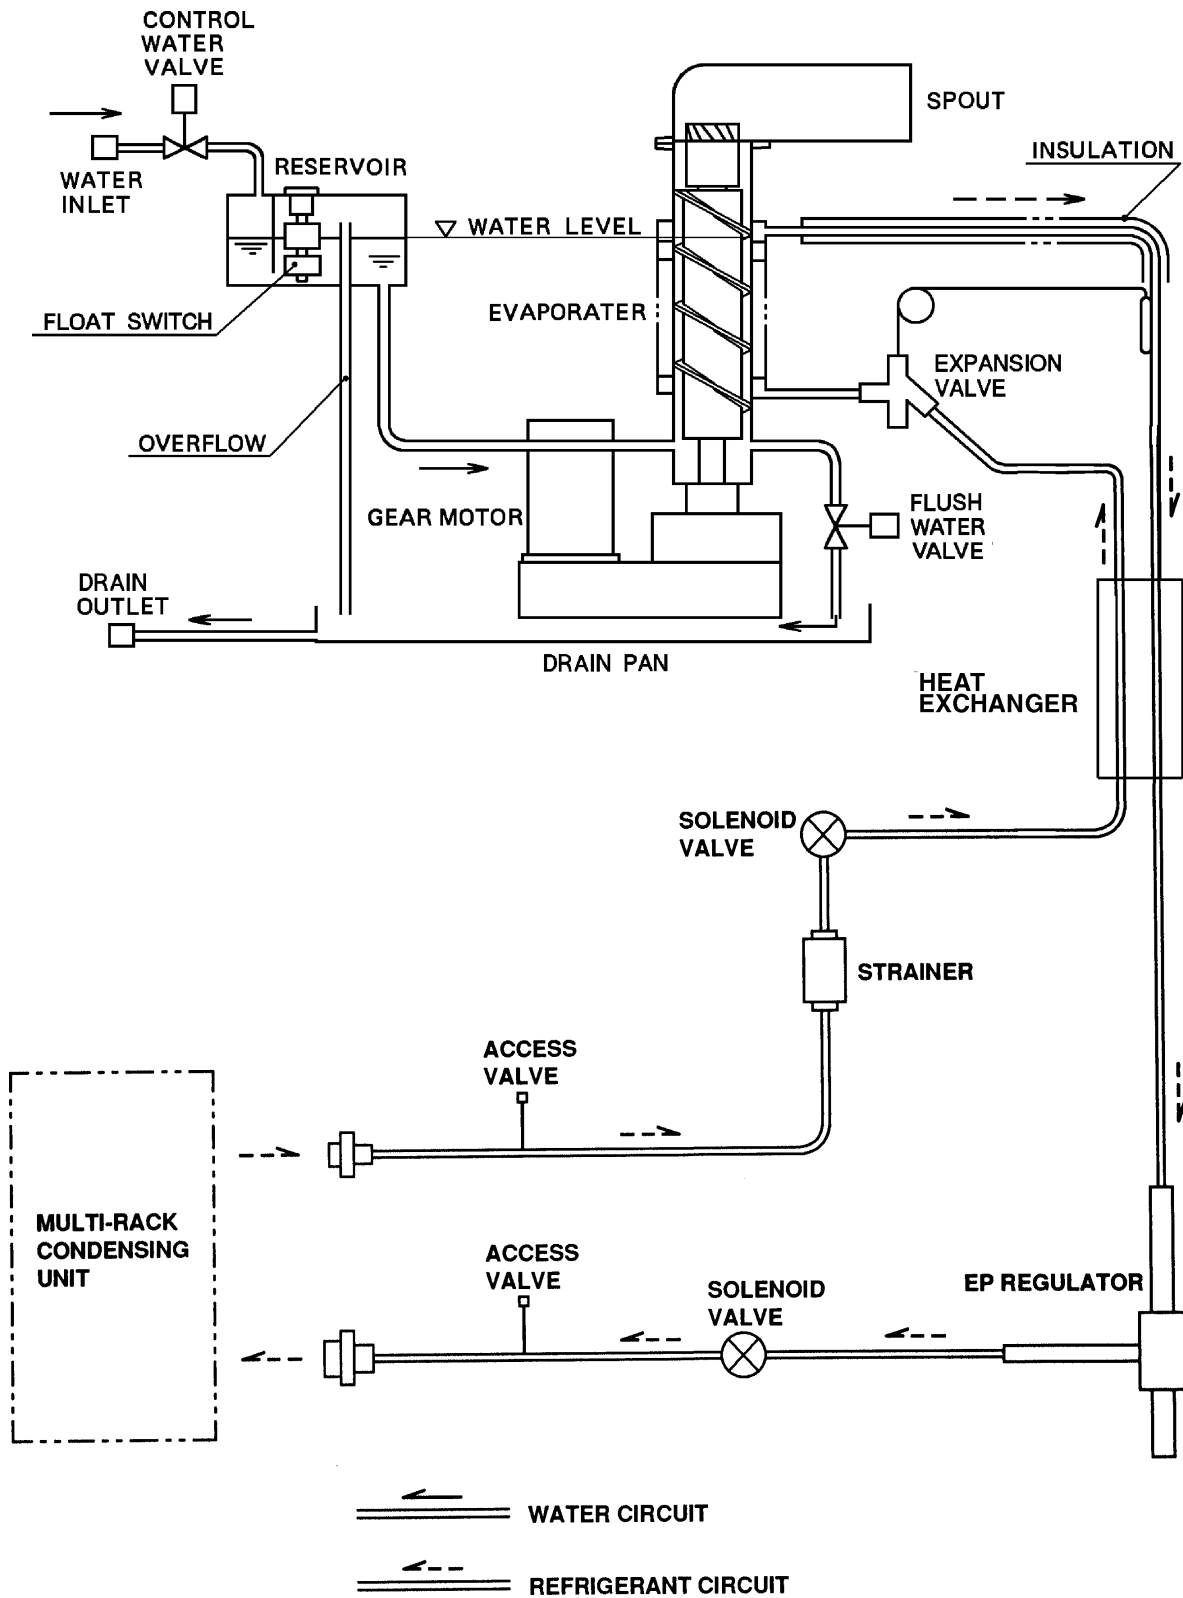 CONTROL
WATER
VALVE
SPOUT
INSULATION
RESERVOIR
WATER
INLET
WATER LEVEL
FLOAT SWITCH
EVAPORATER
EXPANSION
VALVE
OVERFLOW
GEAR MOTOR
FLUSH
WATER
VALVE
DRAIN
OUTLET
DRAIN PAN
HEAT
EXCHANGER
SOLENOID
VALVE
STRAINER
ACCESS
VALVE
MULTI-RACK
CONDENSING
UNIT
ACCESS
VALVE
SOLENOID
VALVE
EP REGULATOR
WATER CIRCUIT
REFRIGERANT CIRCUIT